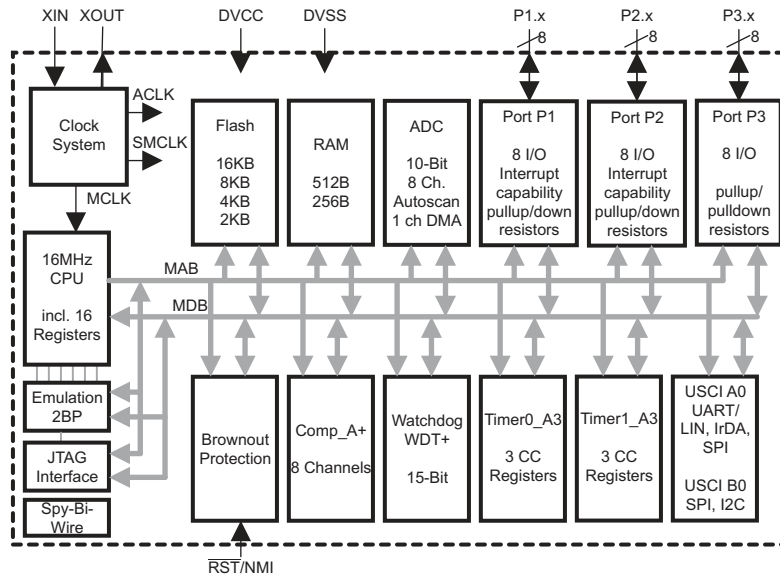 XIN XOUT DVCC DVSS P1.x P2.x P3.x
8 8 8
ACLK
SMCLK
MCLK
Clock
System
Flash
16KB
8KB
4KB
2KB
RAM
512B
256B
ADC
10-Bit
8 Ch.
Autoscan
1 ch DMA
Port P1
8 I/O
Interrupt
capability
pullup/down
resistors
Port P2
8 I/O
Interrupt
capability
pullup/down
resistors
Port P3
8 I/O
pullup/
pulldown
resistors
16MHz
CPU
incl. 16
Registers
MAB
MDB
Emulation
2BP
JTAG
Interface
Spy-Bi-
Wire
Brownout
Protection
Comp_A+
8 Channels
Watchdog
WDT+
15-Bit
Timer0_A3
3 CC
Registers
Timer1_A3
3 CC
Registers
USCI A0
UART/
LIN, IrDA,
SPI
USCI B0
SPI, I2C
RST/NMI